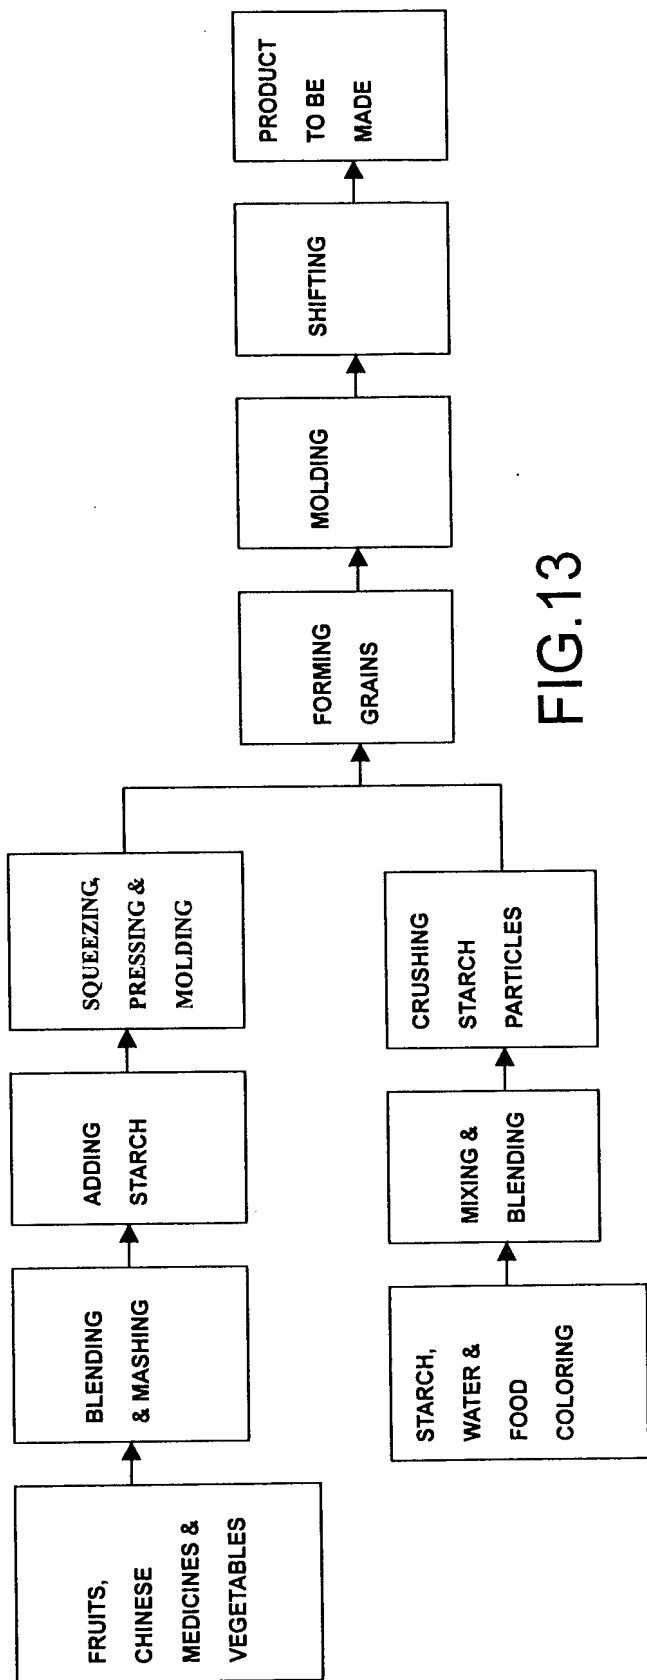 FRUITS,
CHINESE
MEDICINES &
VEGETABLES
BLENDING
& MASHING
ADDING
STARCH
SQUEEZING,
PRESSING &
MOLDING
STARCH,
WATER &
FOOD
COLORING
MIXING &
BLENDING
CRUSHING
STARCH
PARTICLES
FORMING
GRAINS
MOLDING
SHIFTING
PRODUCT
TO BE
MADE
FIG.13